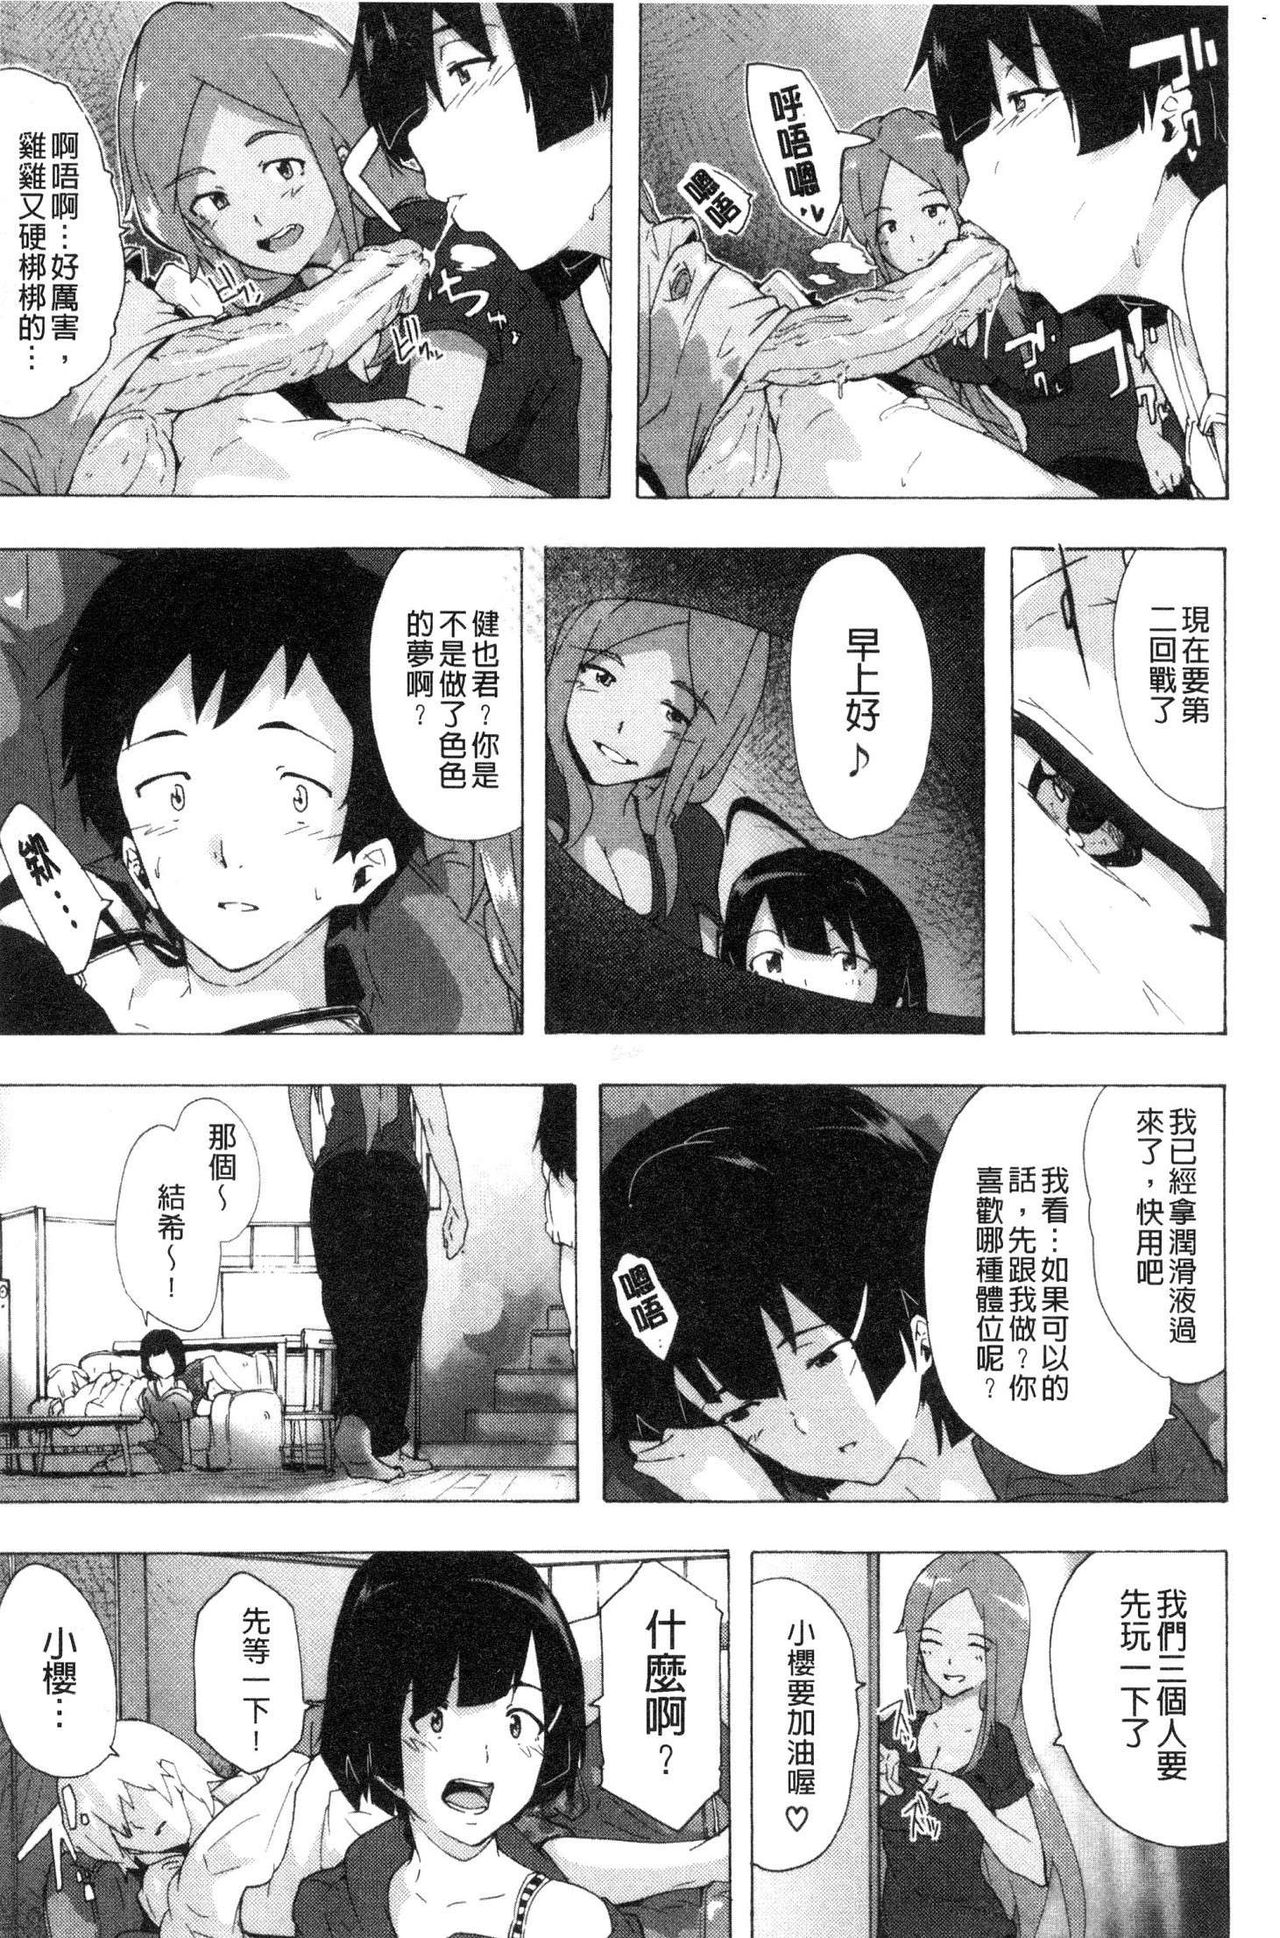 呼唔嗯
嗯唔
啊唔啊…好厲害，
雞雞又硬梆梆的…
現在要第
二回戰了
早上好♪
健也君？你是
不是做了色色
的夢啊？
欸…
我已經拿潤滑液過
來了，快用吧
我看…如果可以的
話，先跟我做？你
喜歡哪種體位呢？
嗯唔
那個～
結希～！
我們三個人要
先玩一下了
小櫻要加油喔♡
什麼啊？
先等一下！
小櫻…